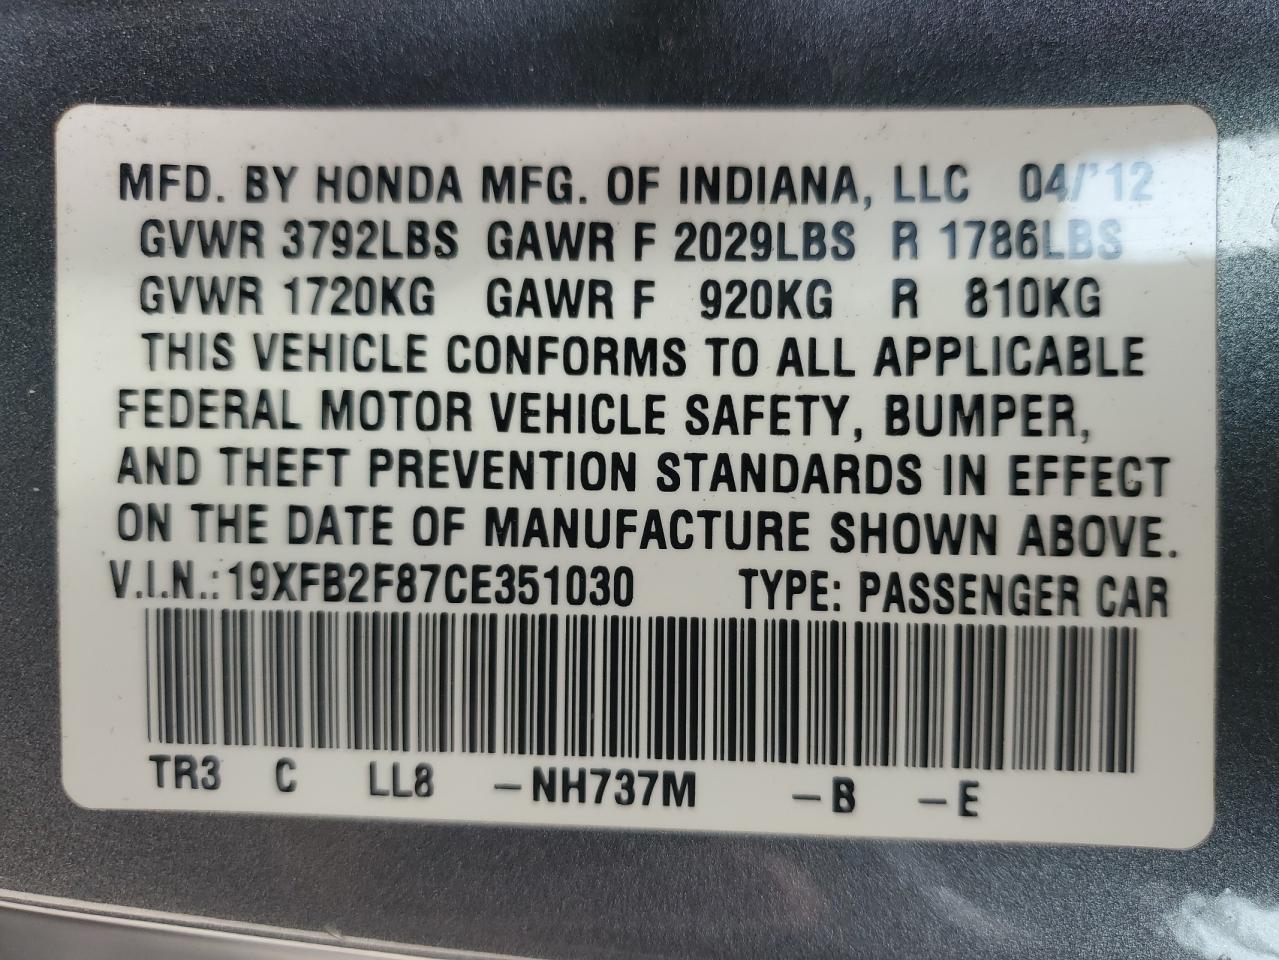 MFD. BY HONDA MFG. OF INDIANA, LLC 04/'12
GVWR 3792LBS GAWR F 2029LBS R 1786LBS
GVWR 1720KG GAWR F 920KG R 810KG
THIS VEHICLE CONFORMS TO ALL APPLICABLE
FEDERAL MOTOR VEHICLE SAFETY, BUMPER,
AND THEFT PREVENTION STANDARDS IN EFFECT
ON THE DATE OF MANUFACTURE SHOWN ABOVE.
V.I.N.: 19XFB2F87CE351030 TYPE: PASSENGER CAR
TR3 C LL8 –NH737M –B –E